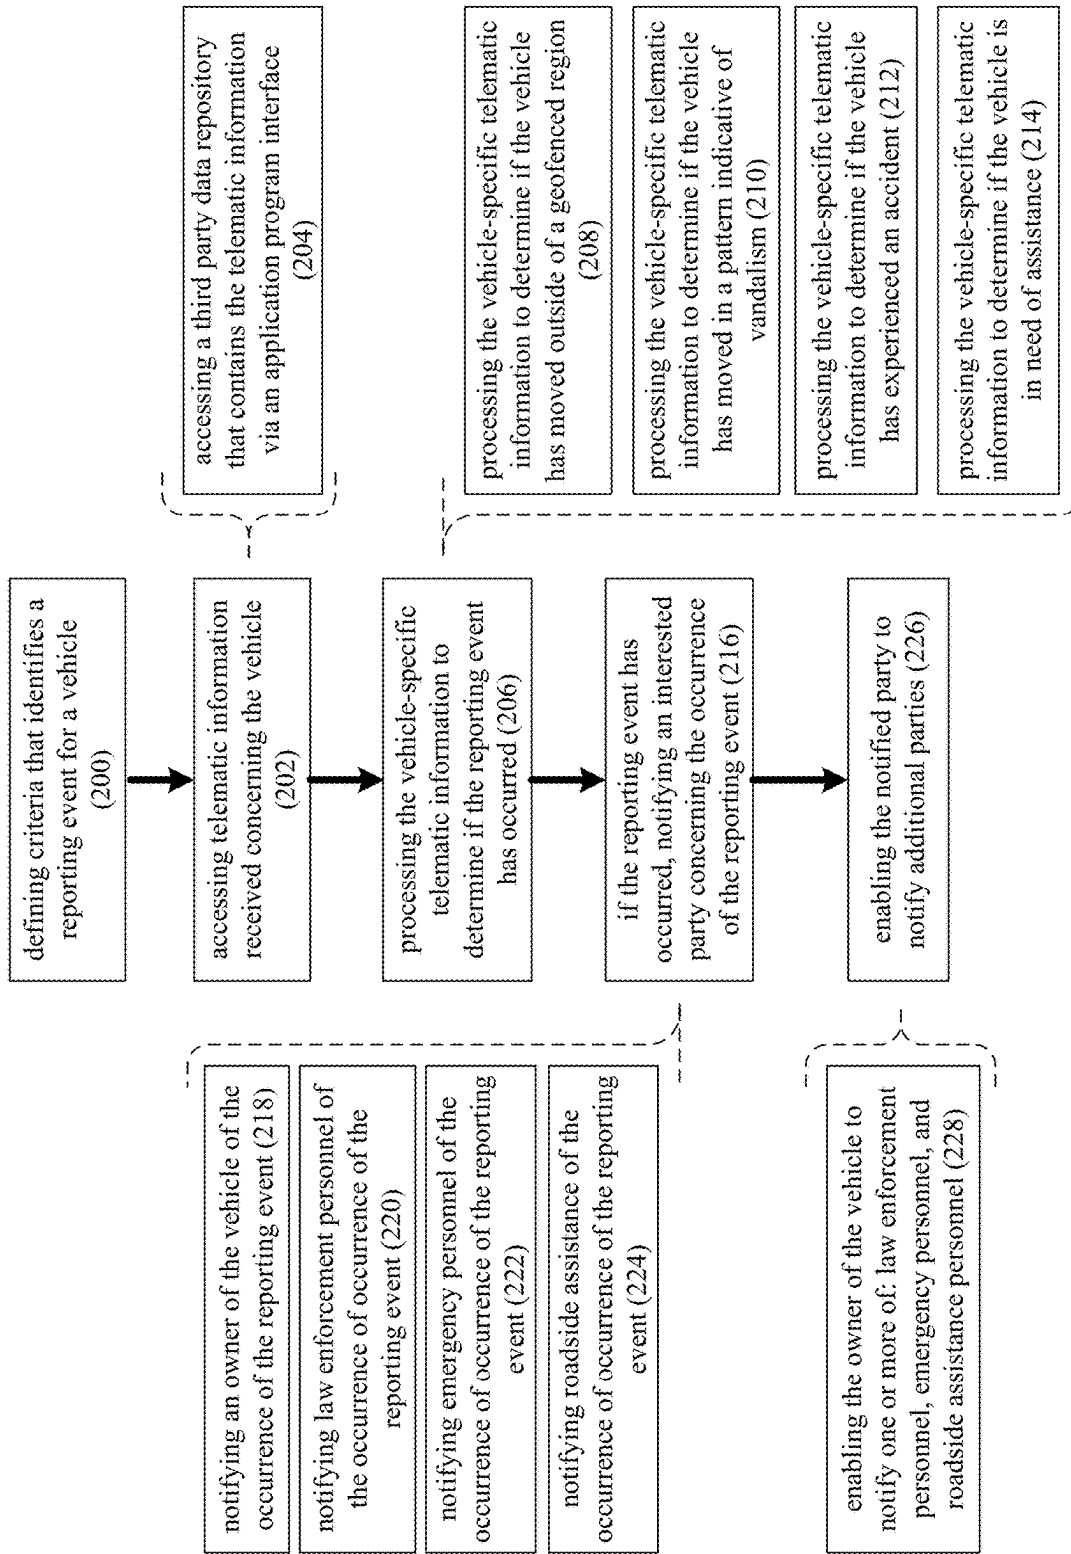 defining criteria that identifies a
reporting event for a vehicle
(200)
accessing telematic information
received concerning the vehicle
(202)
accessing a third party data repository
that contains the telematic information
via an application program interface
(204)
processing the vehicle-specific
telematic information to
determine if the reporting event
has occurred (206)
processing the vehicle-specific telematic
information to determine if the vehicle
has moved outside of a geofenced region
(208)
processing the vehicle-specific telematic
information to determine if the vehicle
has moved in a pattern indicative of
vandalism (210)
processing the vehicle-specific telematic
information to determine if the vehicle
has experienced an accident (212)
processing the vehicle-specific telematic
information to determine if the vehicle is
in need of assistance (214)
if the reporting event has
occurred, notifying an interested
party concerning the occurrence
of the reporting event (216)
notifying an owner of the vehicle of the
occurrence of the reporting event (218)
notifying law enforcement personnel of
the occurrence of occurrence of the
reporting event (220)
notifying emergency personnel of the
occurrence of occurrence of the reporting
event (222)
notifying roadside assistance of the
occurrence of occurrence of the reporting
event (224)
enabling the notified party to
notify additional parties (226)
enabling the owner of the vehicle to
notify one or more of: law enforcement
personnel, emergency personnel, and
roadside assistance personnel (228)